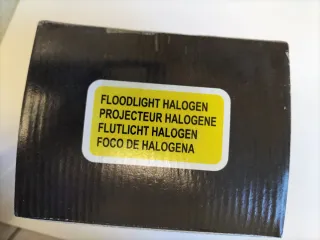 FLOODLIGHT HALOGEN
PROJECTEUR HALOGENE
FLUTLICHT HALOGEN
FOCO DE HALOGENA